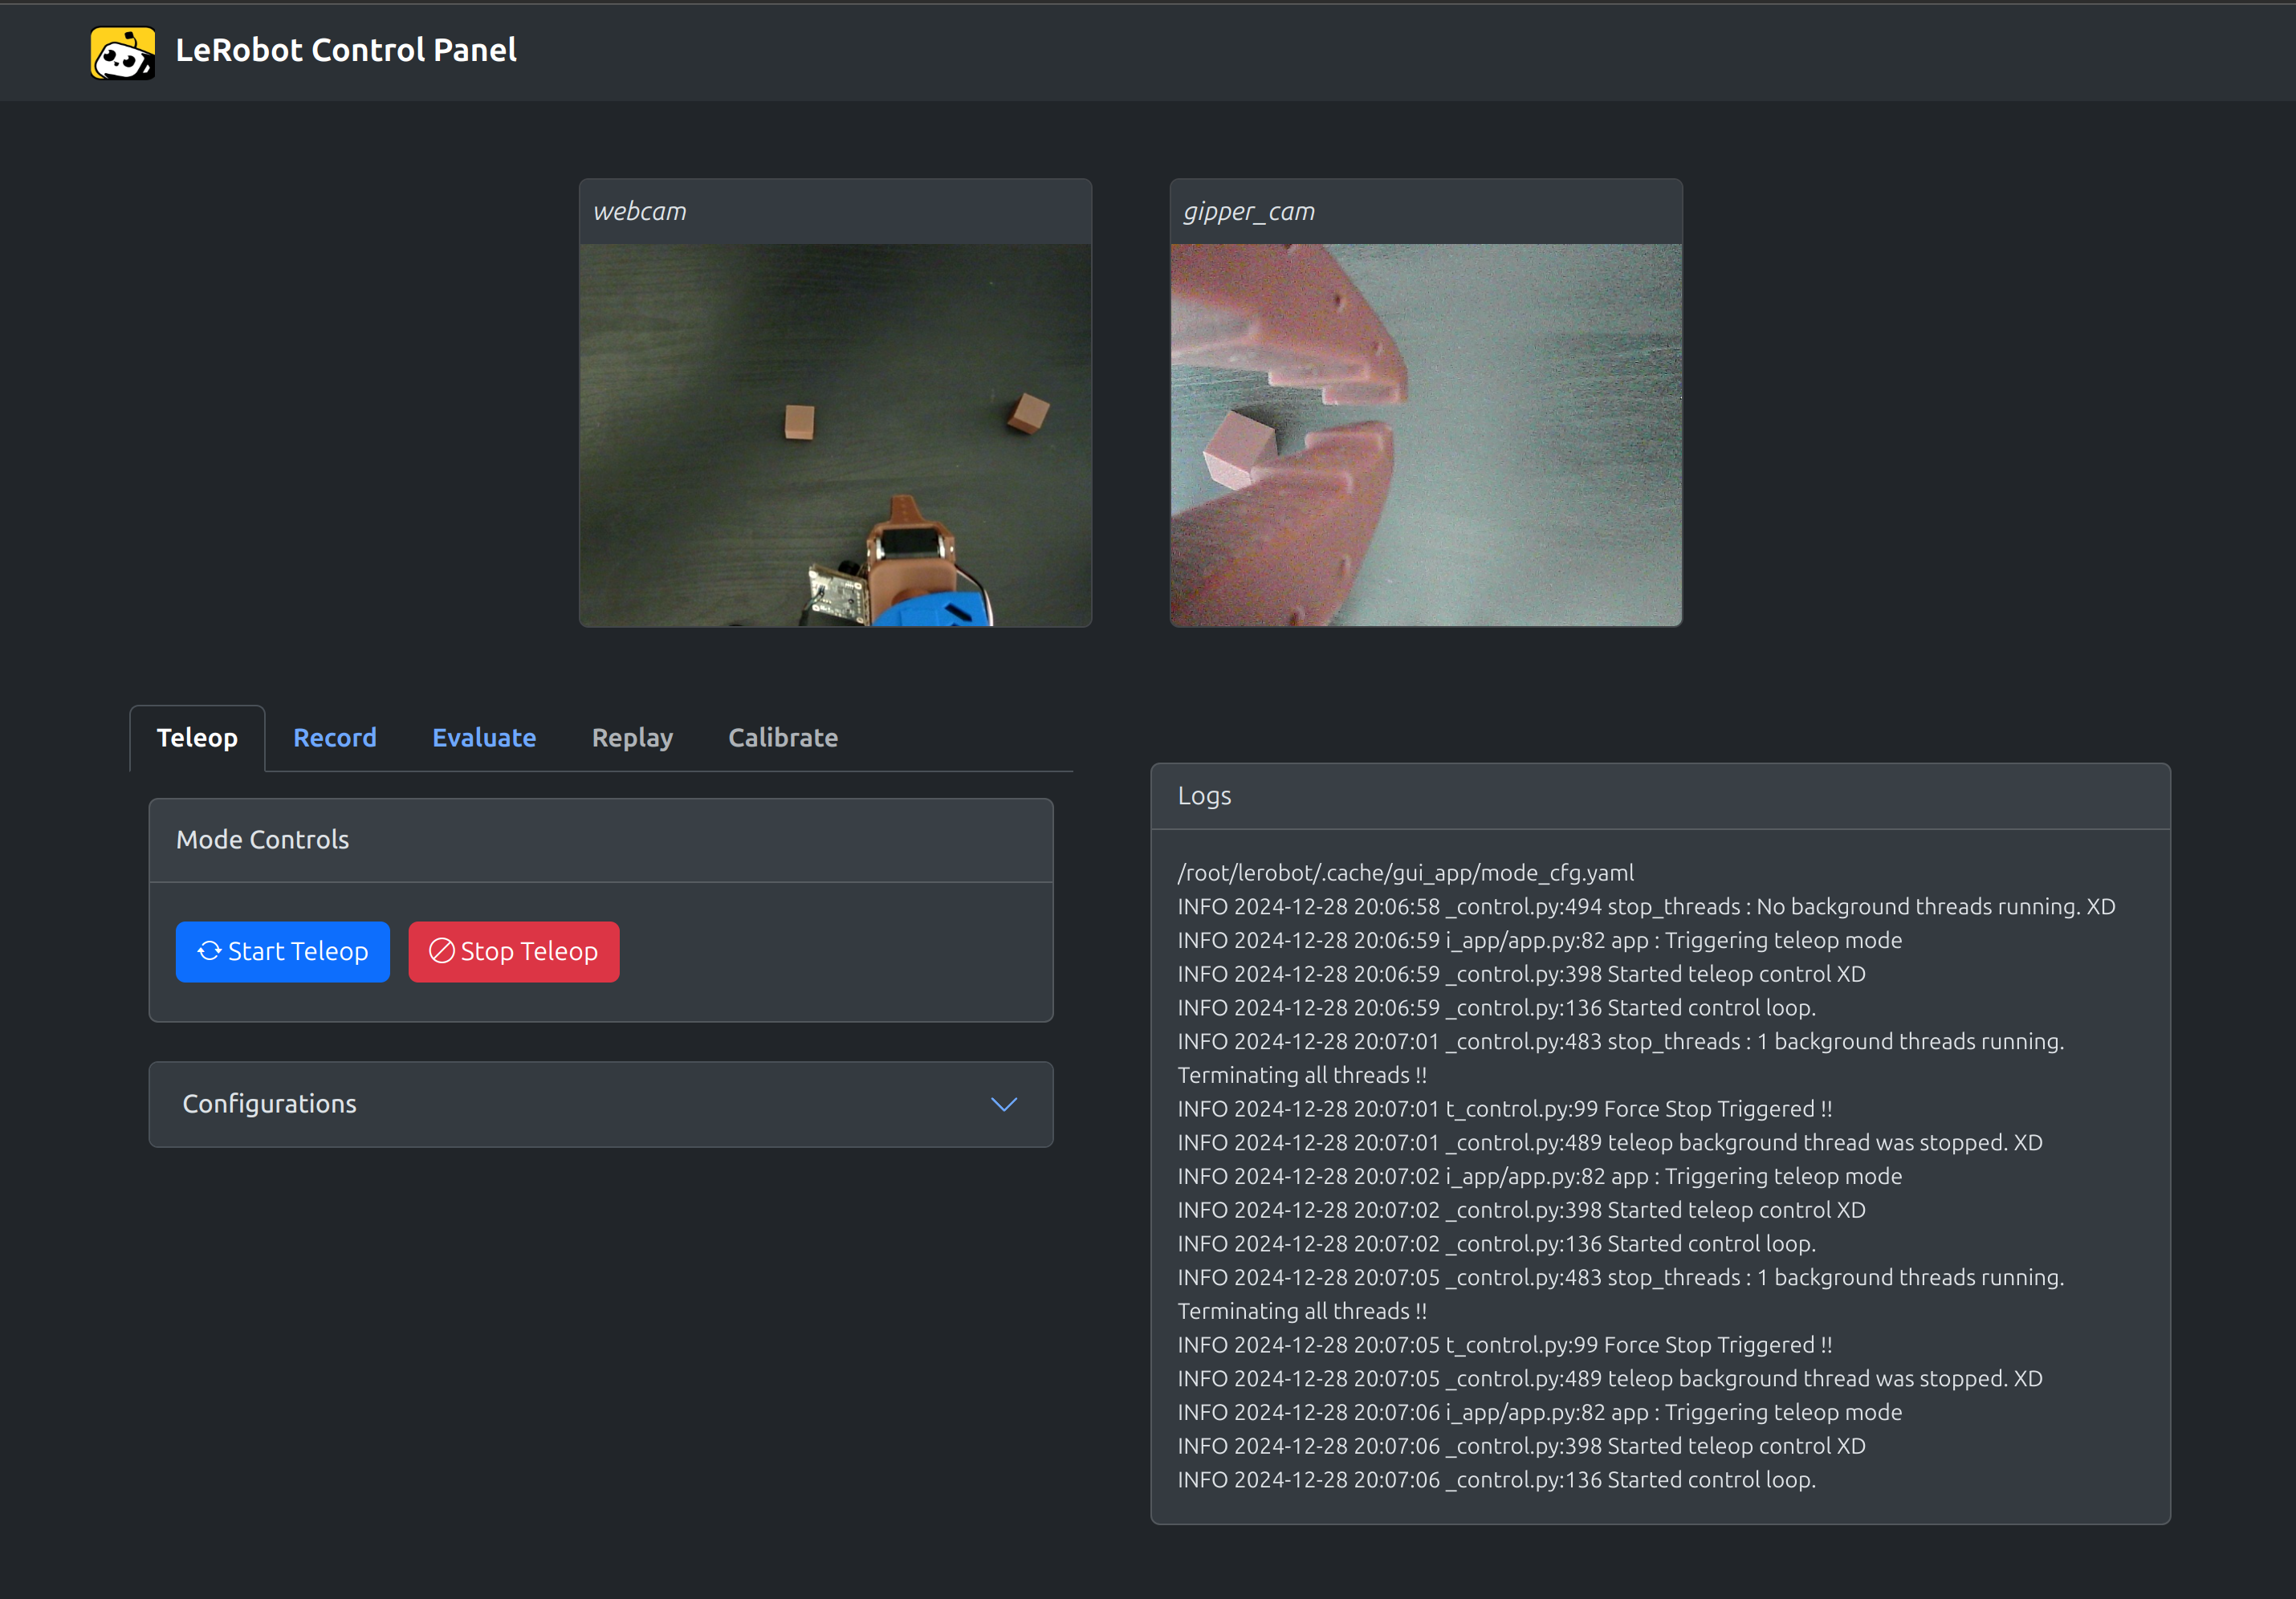 LeRobot Control Panel
webcam
gipper_cam
Teleop
Record
Evaluate
Replay
Calibrate
Mode Controls
Start Teleop
Stop Teleop
Configurations
Logs
/root/lerobot/.cache/gui_app/mode_cfg.yaml
INFO 2024-12-28 20:06:58 _control.py:494 stop_threads : No background threads running. XD
INFO 2024-12-28 20:06:59 i_app/app.py:82 app : Triggering teleop mode
INFO 2024-12-28 20:06:59 _control.py:398 Started teleop control XD
INFO 2024-12-28 20:06:59 _control.py:136 Started control loop.
INFO 2024-12-28 20:07:01 _control.py:483 stop_threads : 1 background threads running.
Terminating all threads !!
INFO 2024-12-28 20:07:01 t_control.py:99 Force Stop Triggered !!
INFO 2024-12-28 20:07:01 _control.py:489 teleop background thread was stopped. XD
INFO 2024-12-28 20:07:02 i_app/app.py:82 app : Triggering teleop mode
INFO 2024-12-28 20:07:02 _control.py:398 Started teleop control XD
INFO 2024-12-28 20:07:02 _control.py:136 Started control loop.
INFO 2024-12-28 20:07:05 _control.py:483 stop_threads : 1 background threads running.
Terminating all threads !!
INFO 2024-12-28 20:07:05 t_control.py:99 Force Stop Triggered !!
INFO 2024-12-28 20:07:05 _control.py:489 teleop background thread was stopped. XD
INFO 2024-12-28 20:07:06 i_app/app.py:82 app : Triggering teleop mode
INFO 2024-12-28 20:07:06 _control.py:398 Started teleop control XD
INFO 2024-12-28 20:07:06 _control.py:136 Started control loop.